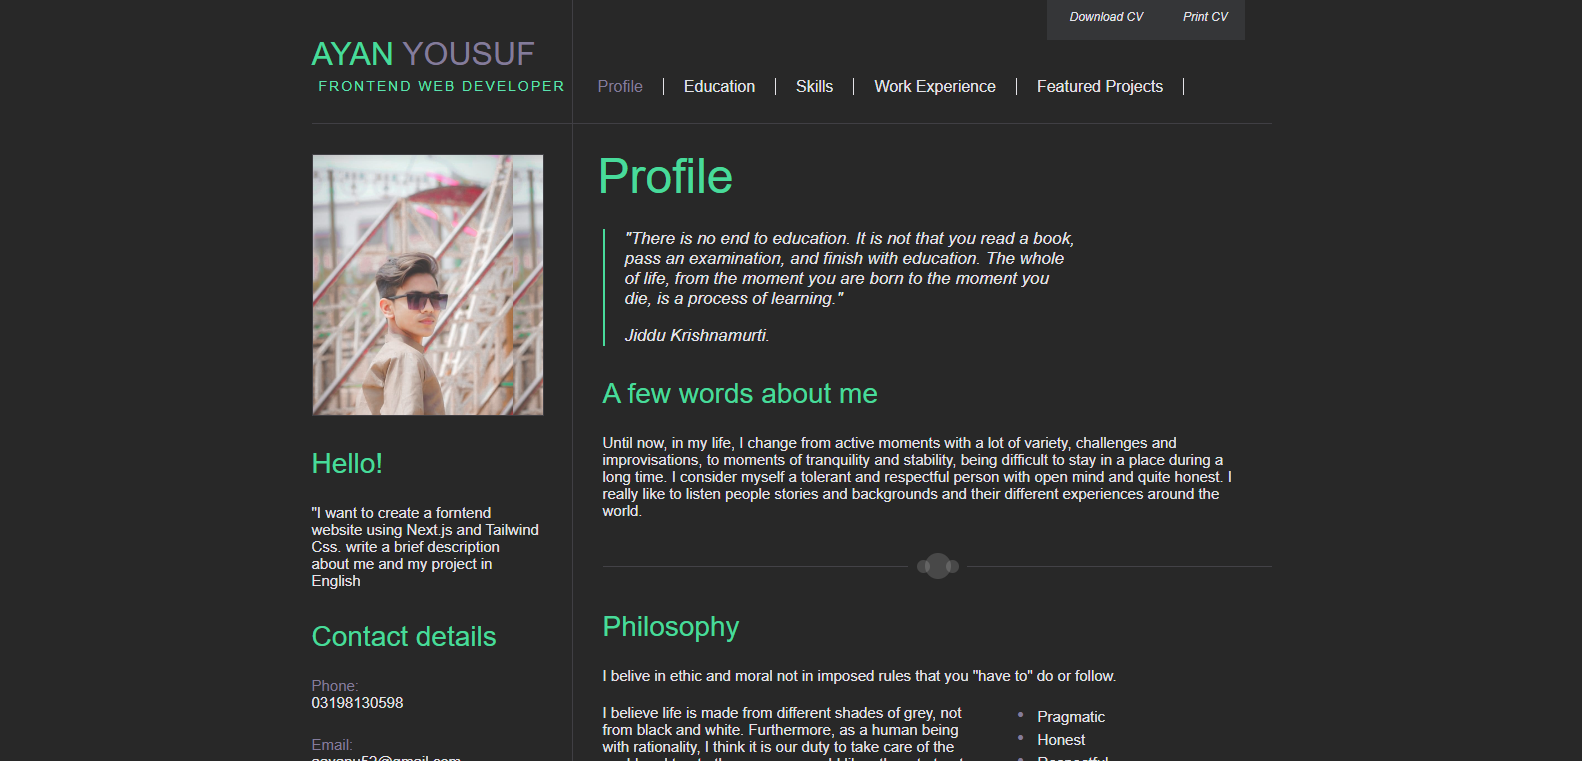 Download CV Print CV
AYAN YOUSUF
FRONTEND WEB DEVELOPER
Profile Education Skills Work Experience Featured Projects
Hello!
"I want to create a forntend
website using Next.js and Tailwind
Css. write a brief description
about me and my project in
English
Contact details
Phone:
03198130598
Email:
Profile
"There is no end to education. It is not that you read a book,
pass an examination, and finish with education. The whole
of life, from the moment you are born to the moment you
die, is a process of learning."
Jiddu Krishnamurti.
A few words about me
Until now, in my life, I change from active moments with a lot of variety, challenges and
improvisations, to moments of tranquility and stability, being difficult to stay in a place during a
long time. I consider myself a tolerant and respectful person with open mind and quite honest. I
really like to listen people stories and backgrounds and their different experiences around the
world.
Philosophy
I belive in ethic and moral not in imposed rules that you "have to" do or follow.
I believe life is made from different shades of grey, not
from black and white. Furthermore, as a human being
with rationality, I think it is our duty to take care of the
Pragmatic
Honest
Respectful